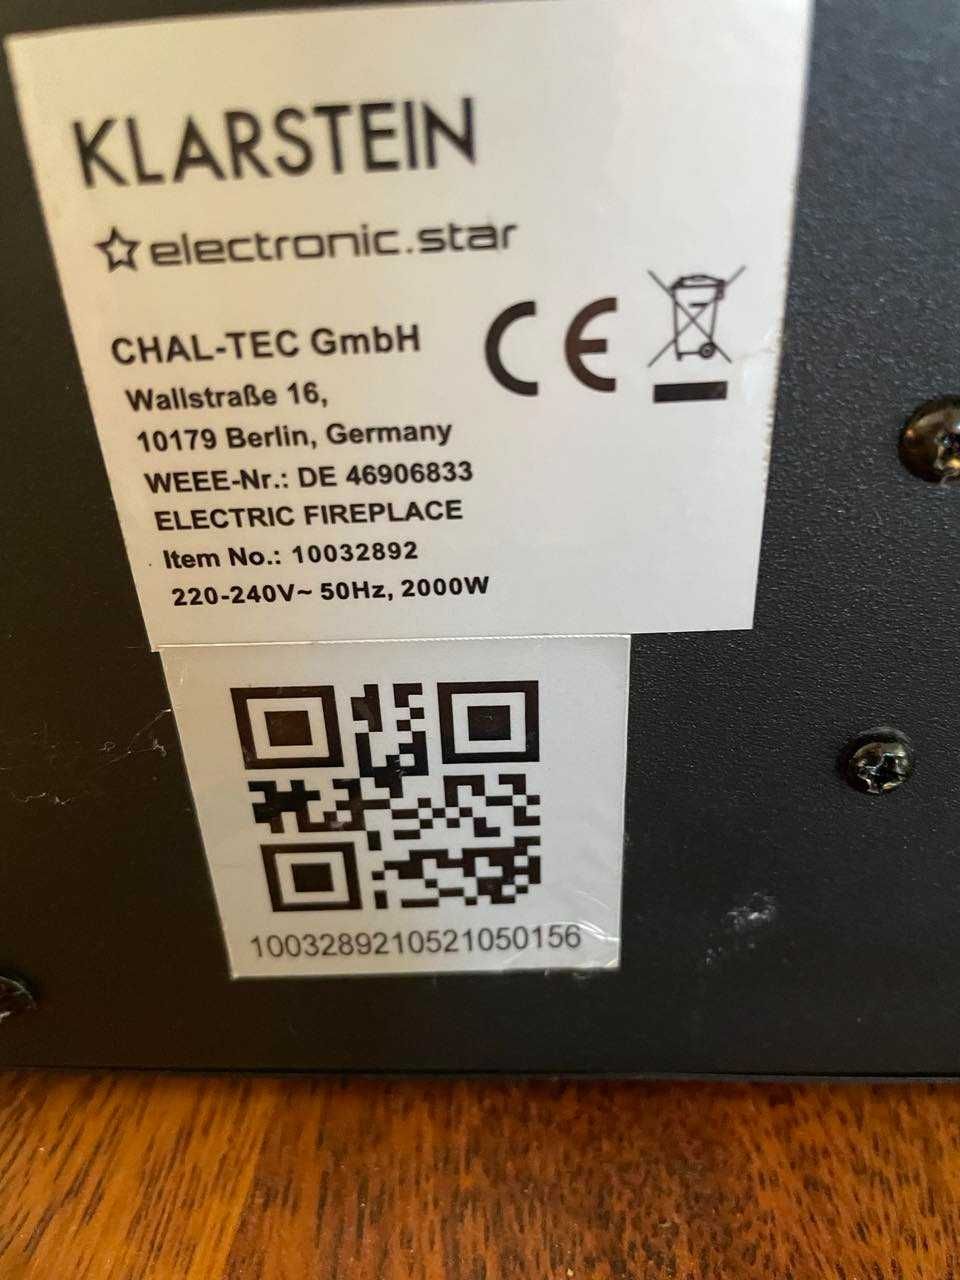 KLARSTEIN
electronic.star
CHAL-TEC GmbH
Wallstraße 16,
10179 Berlin, Germany
WEEE-Nr.: DE 46906833
ELECTRIC FIREPLACE
Item No.: 10032892
220-240V~ 50Hz, 2000W
CE
1003289210521050156